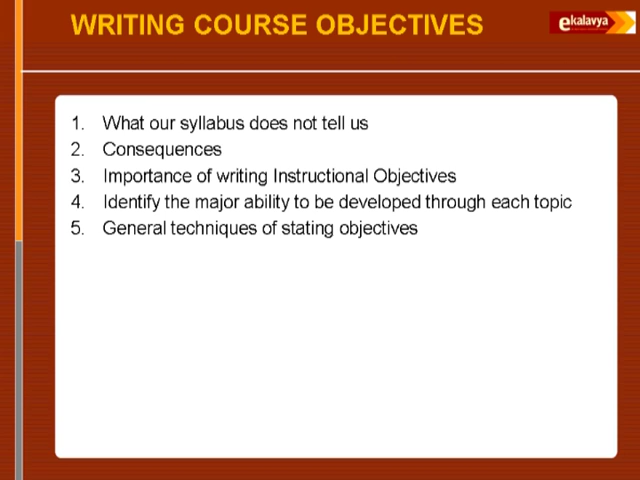 WRITING COURSE OBJECTIVES
ekalavya
1. What our syllabus does not tell us
2. Consequences
3. Importance of writing Instructional Objectives
4. Identify the major ability to be developed through each topic
5. General techniques of stating objectives